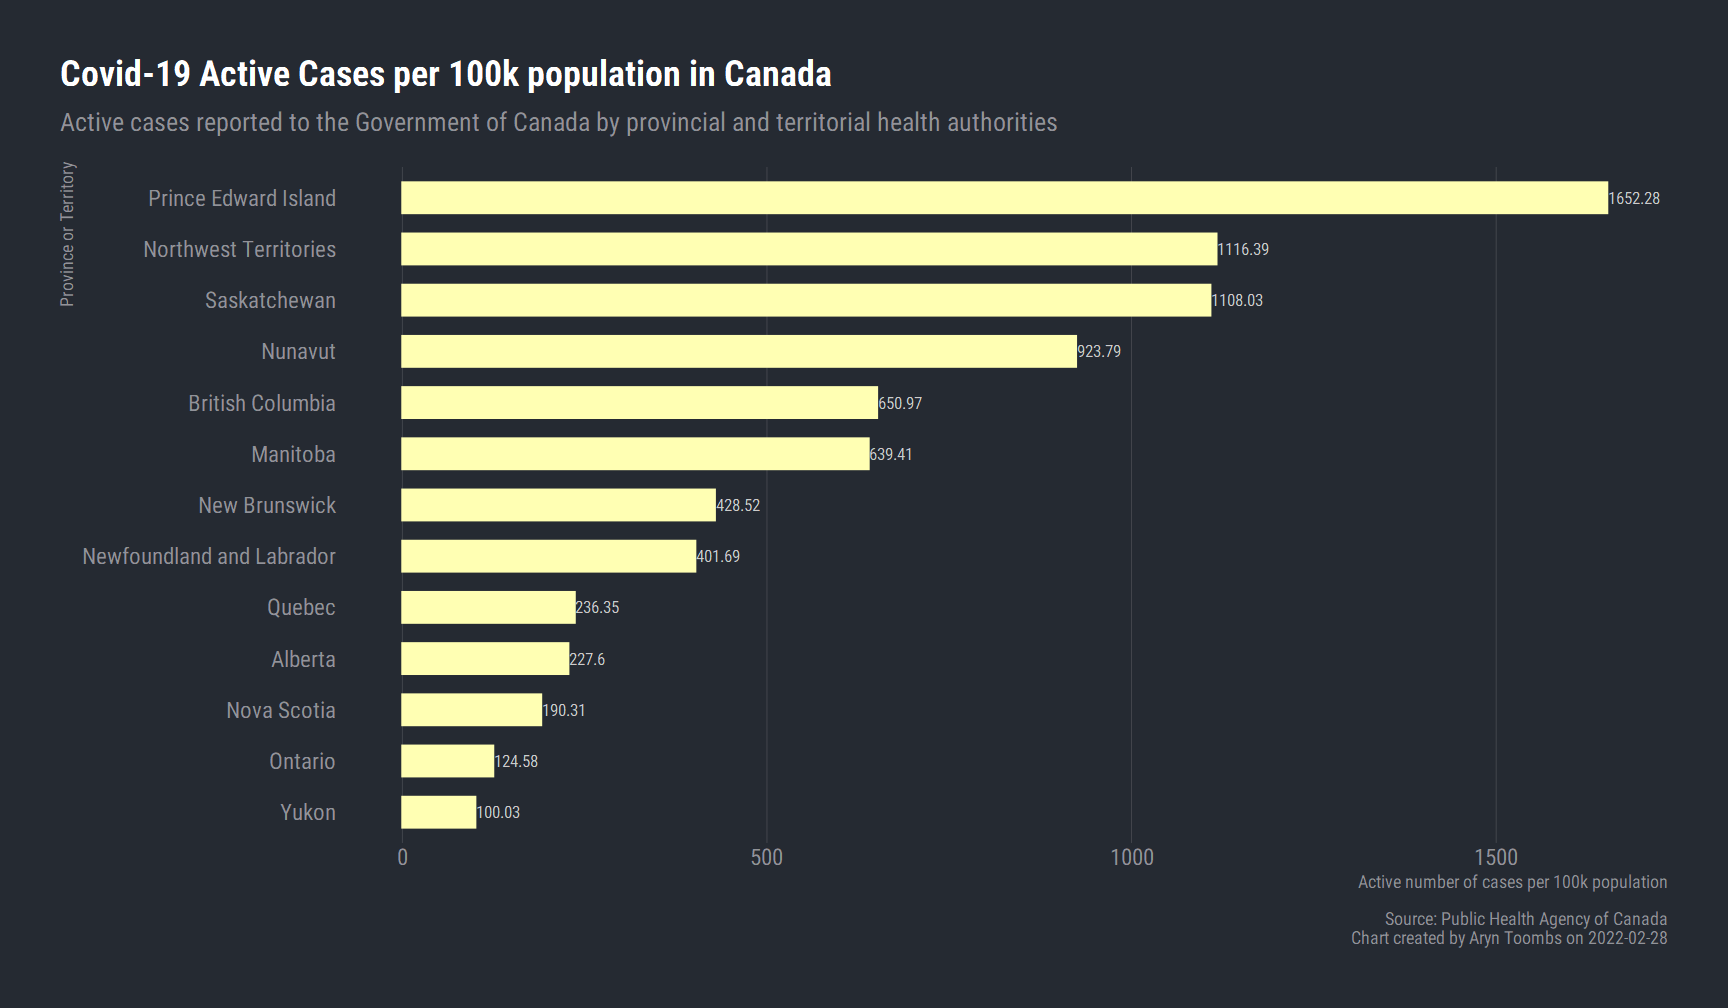 Covid-19 Active Cases per 100k population in Canada
Active cases reported to the Government of Canada by provincial and territorial health authorities
Province or Territory
Prince Edward Island 1652.28
Northwest Territories 1116.39
Saskatchewan 1108.03
Nunavut 923.79
British Columbia 650.97
Manitoba 639.41
New Brunswick 428.52
Newfoundland and Labrador 401.69
Quebec 236.35
Alberta 227.6
Nova Scotia 190.31
Ontario 124.58
Yukon 100.03
0 500 1000 1500
Active number of cases per 100k population
Source: Public Health Agency of Canada
Chart created by Aryn Toombs on 2022-02-28